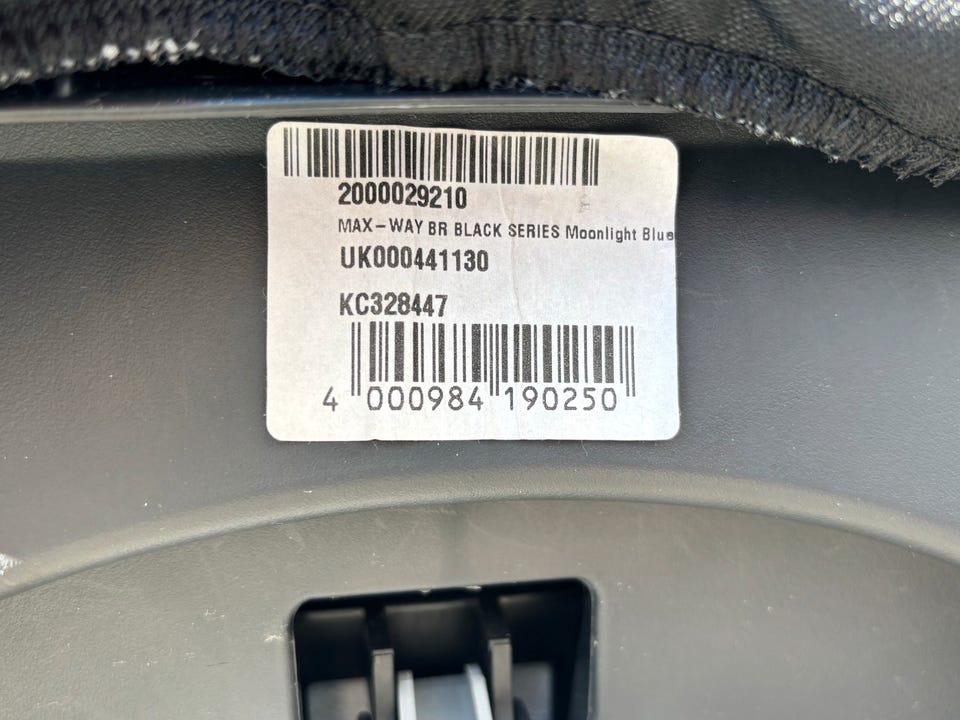 2000029210
MAX-WAY BR BLACK SERIES Moonlight Blue
UK000441130
KC328447
4 000984 190250